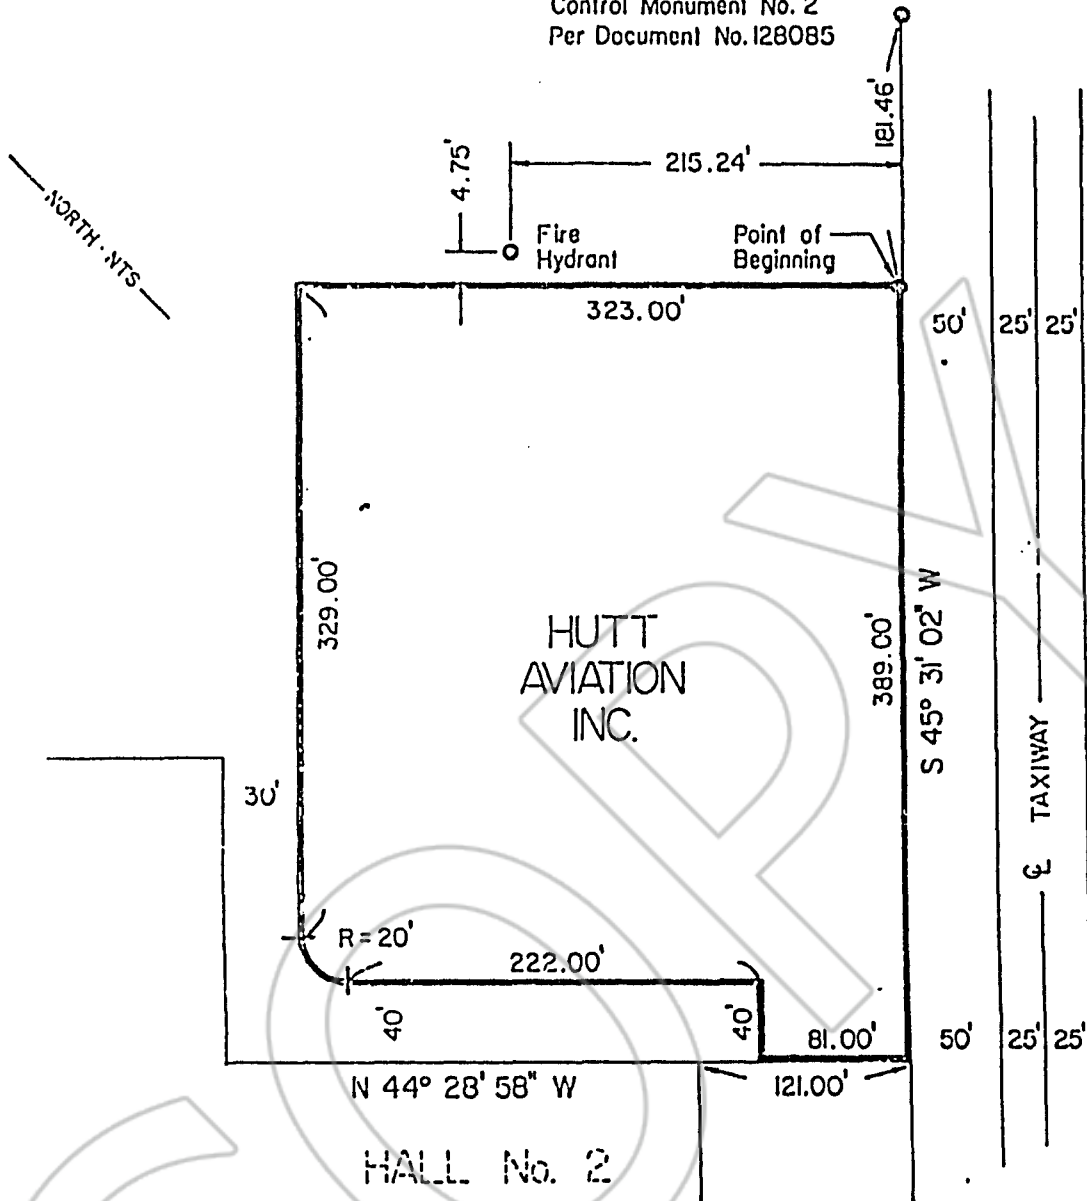 Control Monument No. 2
Per Document No. 128085
181.46'
215.24'
4.75'
NORTH · NTS
Fire
Hydrant
Point of
Beginning
323.00'
50' 25' 25'
329.00'
HUTT
AVIATION
INC.
389.00'
S 45° 31' 02" W
TAXIWAY
30'
R = 20'
222.00'
40'
40'
81.00'
50' 25' 25'
N 44° 28' 58" W
121.00'
HALL No. 2
COPY